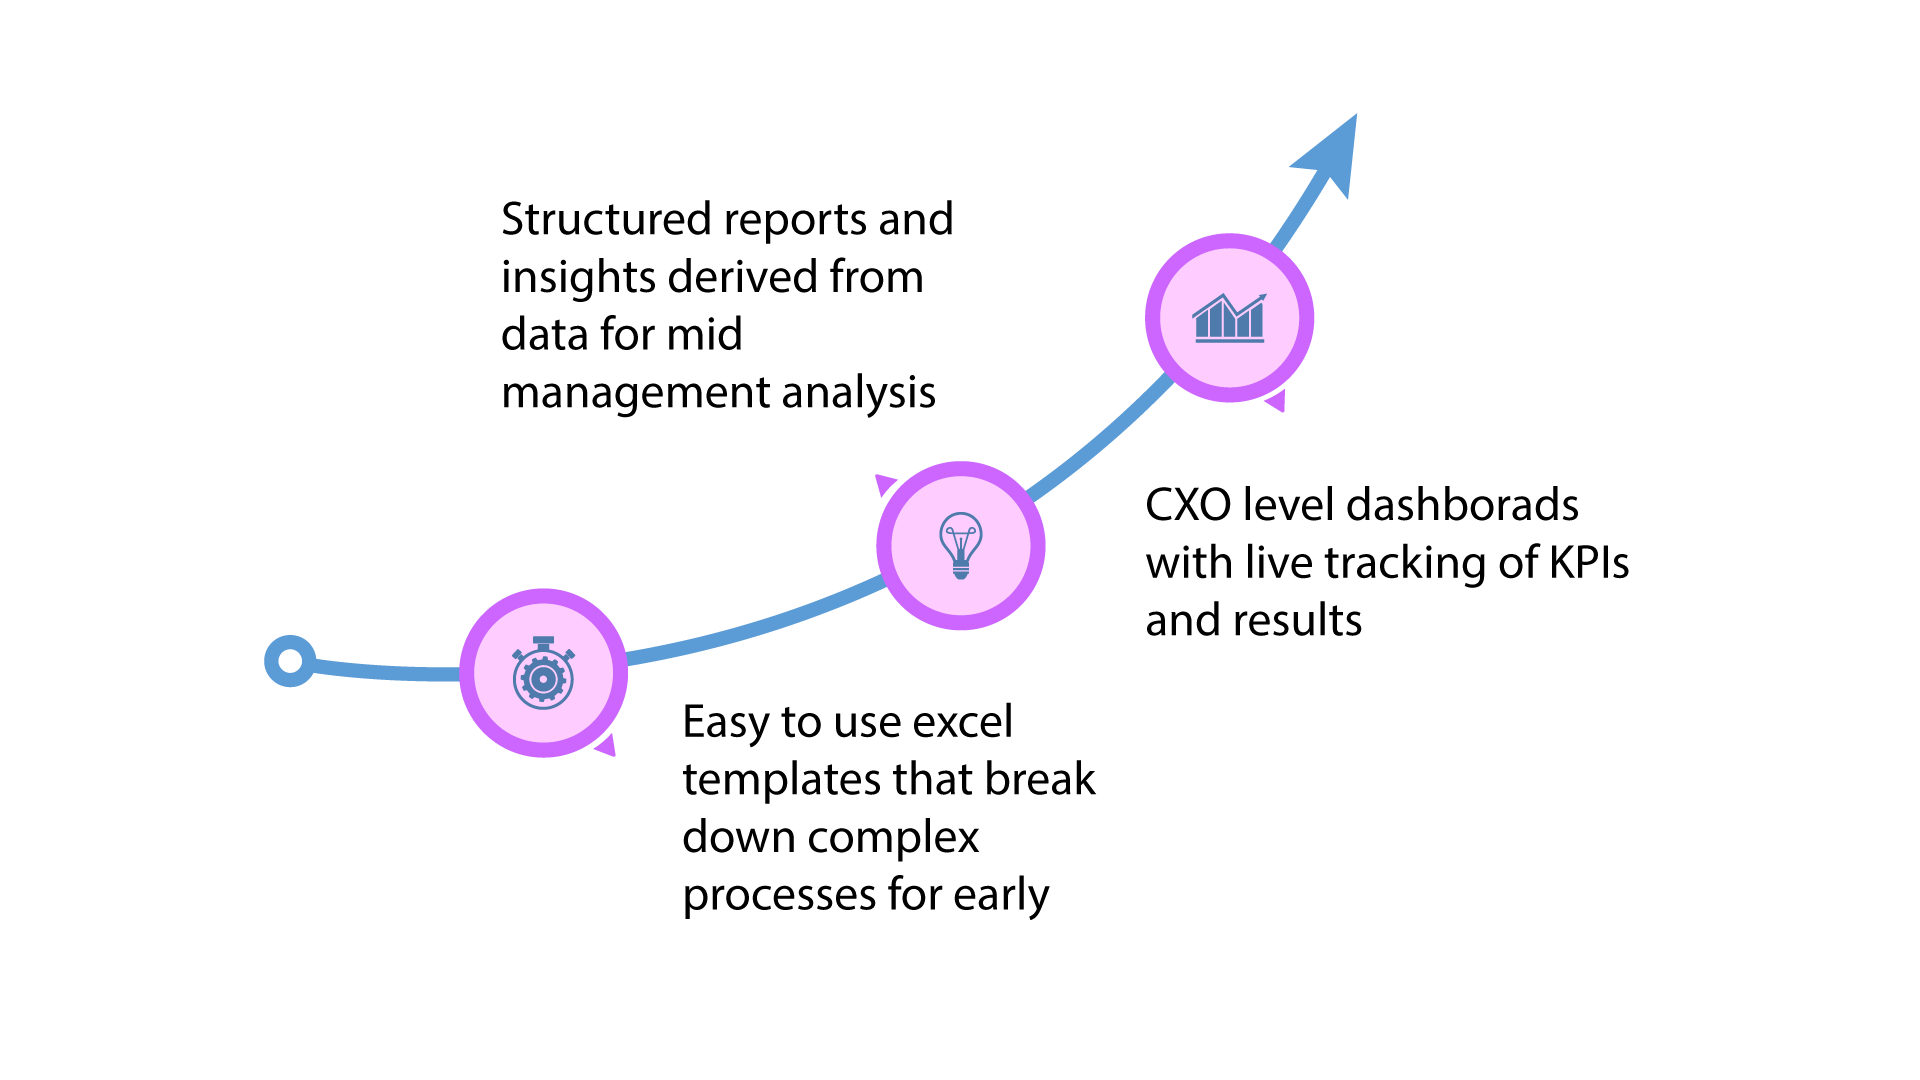 Structured reports and
insights derived from
data for mid
management analysis
CXO level dashborads
with live tracking of KPIs
and results
Easy to use excel
templates that break
down complex
processes for early